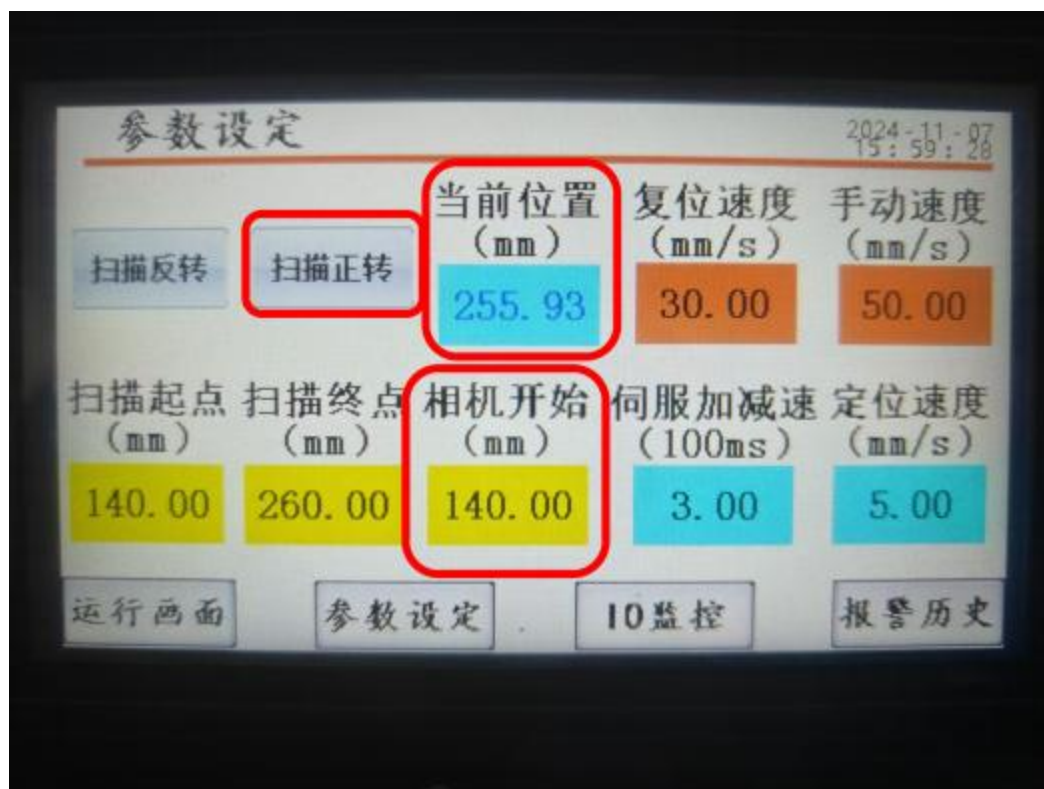 参数设定
2024-11-07
15:59:28
扫描反转
扫描正转
当前位置
(mm)
255.93
复位速度
(mm/s)
30.00
手动速度
(mm/s)
50.00
扫描起点
(mm)
140.00
扫描终点
(mm)
260.00
相机开始
(mm)
140.00
伺服加减速
(100ms)
3.00
定位速度
(mm/s)
5.00
运行画面
参数设定
IO监控
报警历史